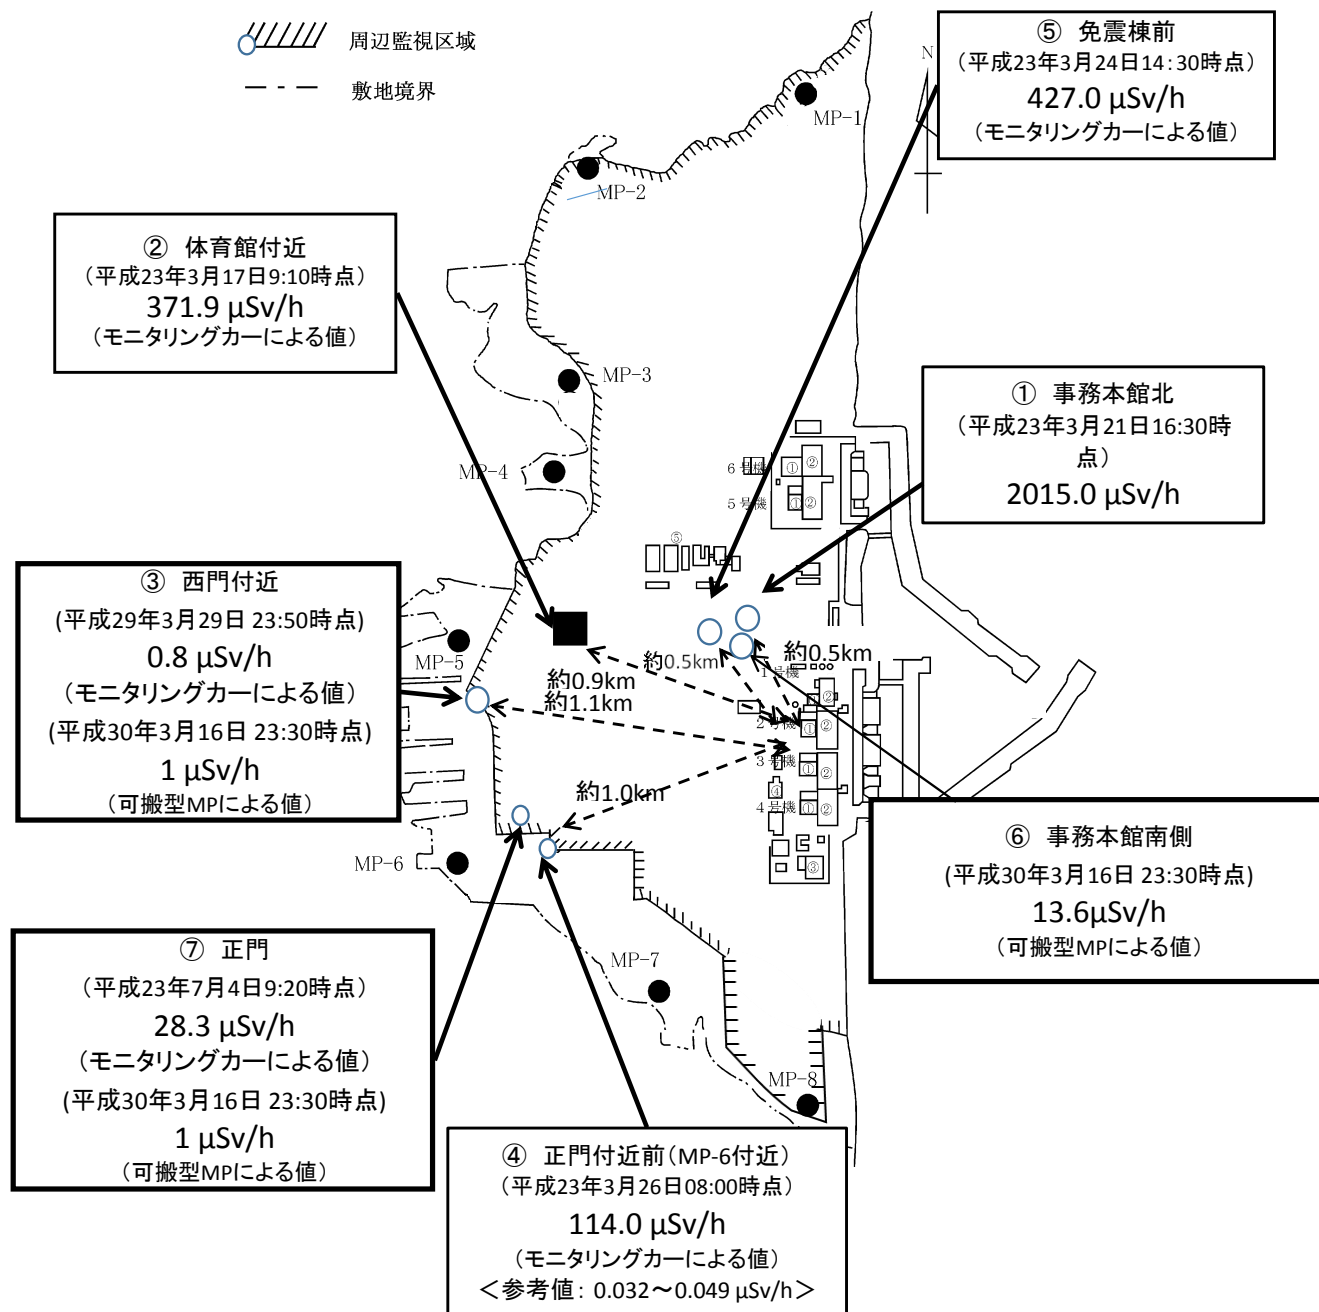 周辺監視区域
敷地境界
⑤ 免震棟前
（平成23年3月24日14:30時点）
427.0 μSv/h
（モニタリングカーによる値）
N
MP-1
MP-2
② 体育館付近
（平成23年3月17日9:10時点）
371.9 μSv/h
（モニタリングカーによる値）
MP-3
① 事務本館北
（平成23年3月21日16:30時
点）
2015.0 μSv/h
MP-4
6号機
①
②
5号機
①
②
⑤
③ 西門付近
(平成29年3月29日 23:50時点)
0.8 μSv/h
（モニタリングカーによる値）
(平成30年3月16日 23:30時点)
1 μSv/h
（可搬型MPによる値）
MP-5
約0.5km
約0.5km
約0.9km
約1.1km
1号機
②
2号機
①
②
3号機
①
②
約1.0km
④
4号機
①
②
③
MP-6
⑥ 事務本館南側
(平成30年3月16日 23:30時点)
13.6μSv/h
（可搬型MPによる値）
⑦ 正門
（平成23年7月4日9:20時点）
28.3 μSv/h
（モニタリングカーによる値）
(平成30年3月16日 23:30時点)
1 μSv/h
（可搬型MPによる値）
MP-7
MP-8
④ 正門付近前（MP-6付近）
（平成23年3月26日08:00時点）
114.0 μSv/h
（モニタリングカーによる値）
＜参考値： 0.032～0.049 μSv/h＞